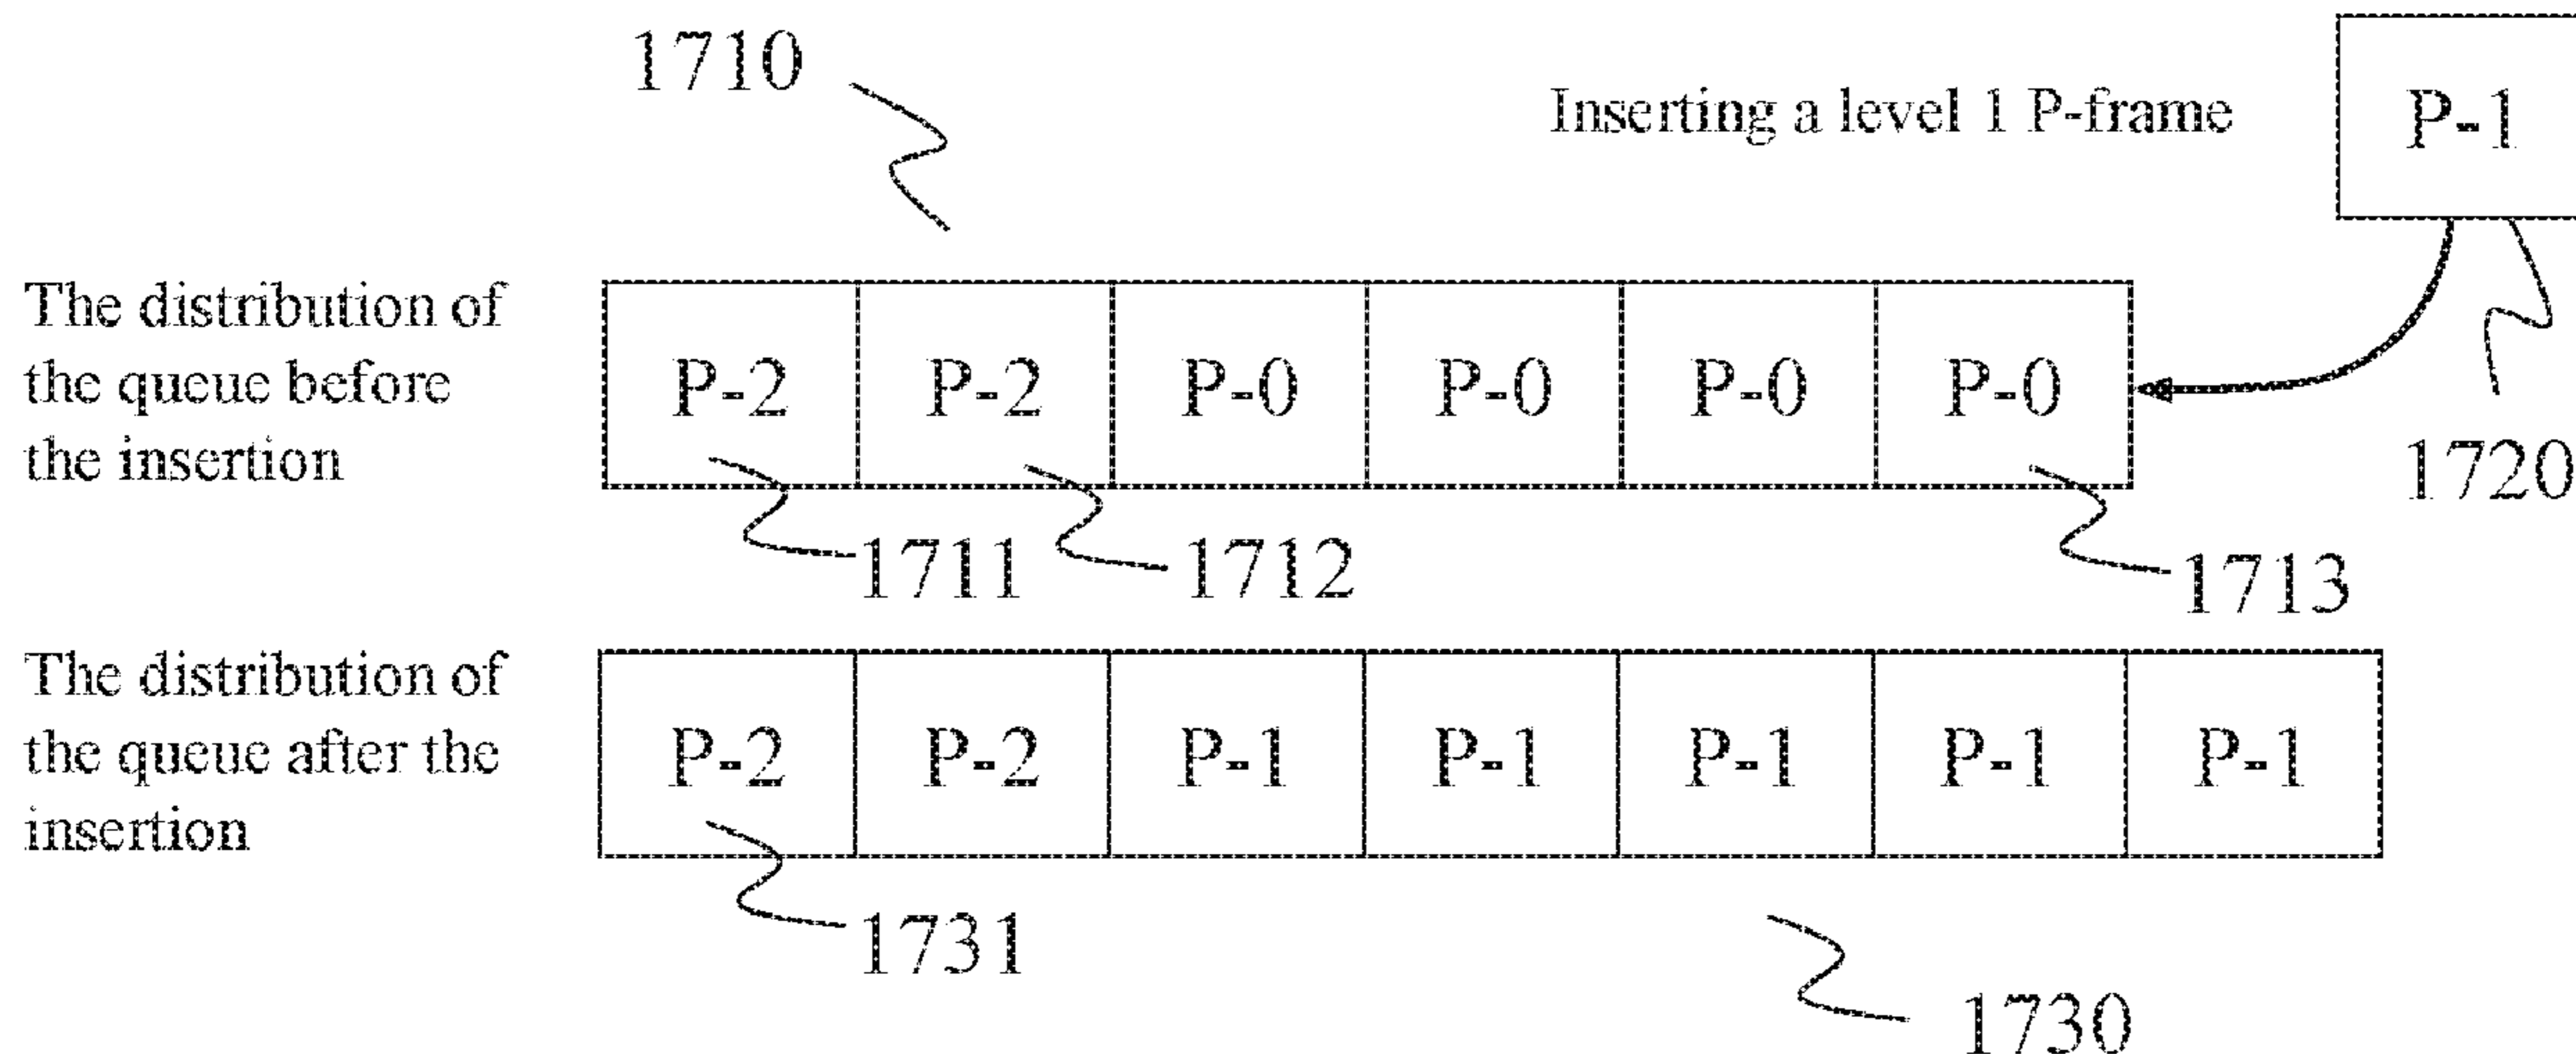 1710
Inserting a level 1 P-frame
P-1
The distribution of
the queue before
the insertion
P-2 P-2 P-0 P-0 P-0 P-0
1720
1711 1712 1713
The distribution of
the queue after the
insertion
P-2 P-2 P-1 P-1 P-1 P-1 P-1
1731
1730